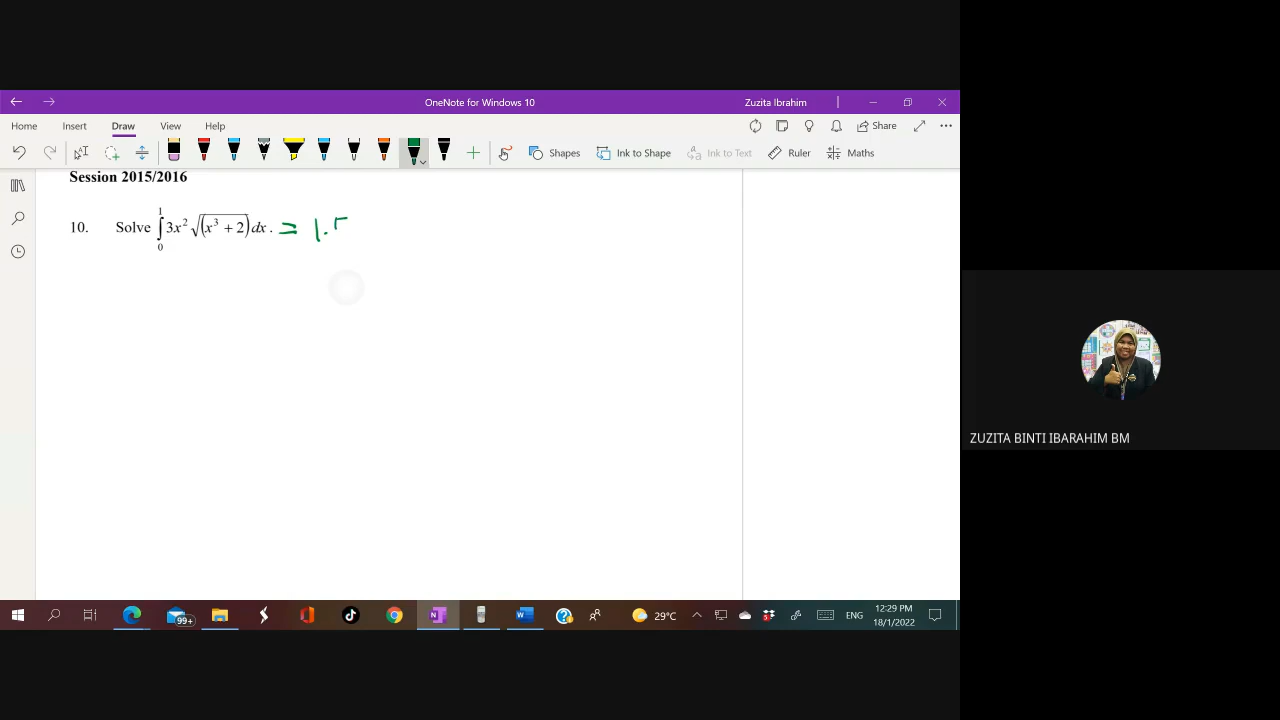 OneNote for Windows 10
Zuzita Ibrahim
Home Insert Draw View Help
Share
Shapes
Ink to Shape
Ink to Text
Ruler
Maths
Session 2015/2016
10. Solve ∫₀¹ 3x² √(x³ + 2) dx . = 1.5
ZUZITA BINTI IBARAHIM BM
99+
29°C
5
ENG
12:29 PM
18/1/2022